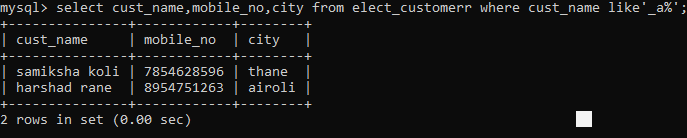 mysql> select cust_name,mobile_no,city from elect_customerr where cust_name like'_a%';
+---------------+------------+--------+
| cust_name     | mobile_no  | city   |
+---------------+------------+--------+
| samiksha koli | 7854628596 | thane  |
| harshad rane  | 8954751263 | airoli |
+---------------+------------+--------+
2 rows in set (0.00 sec)